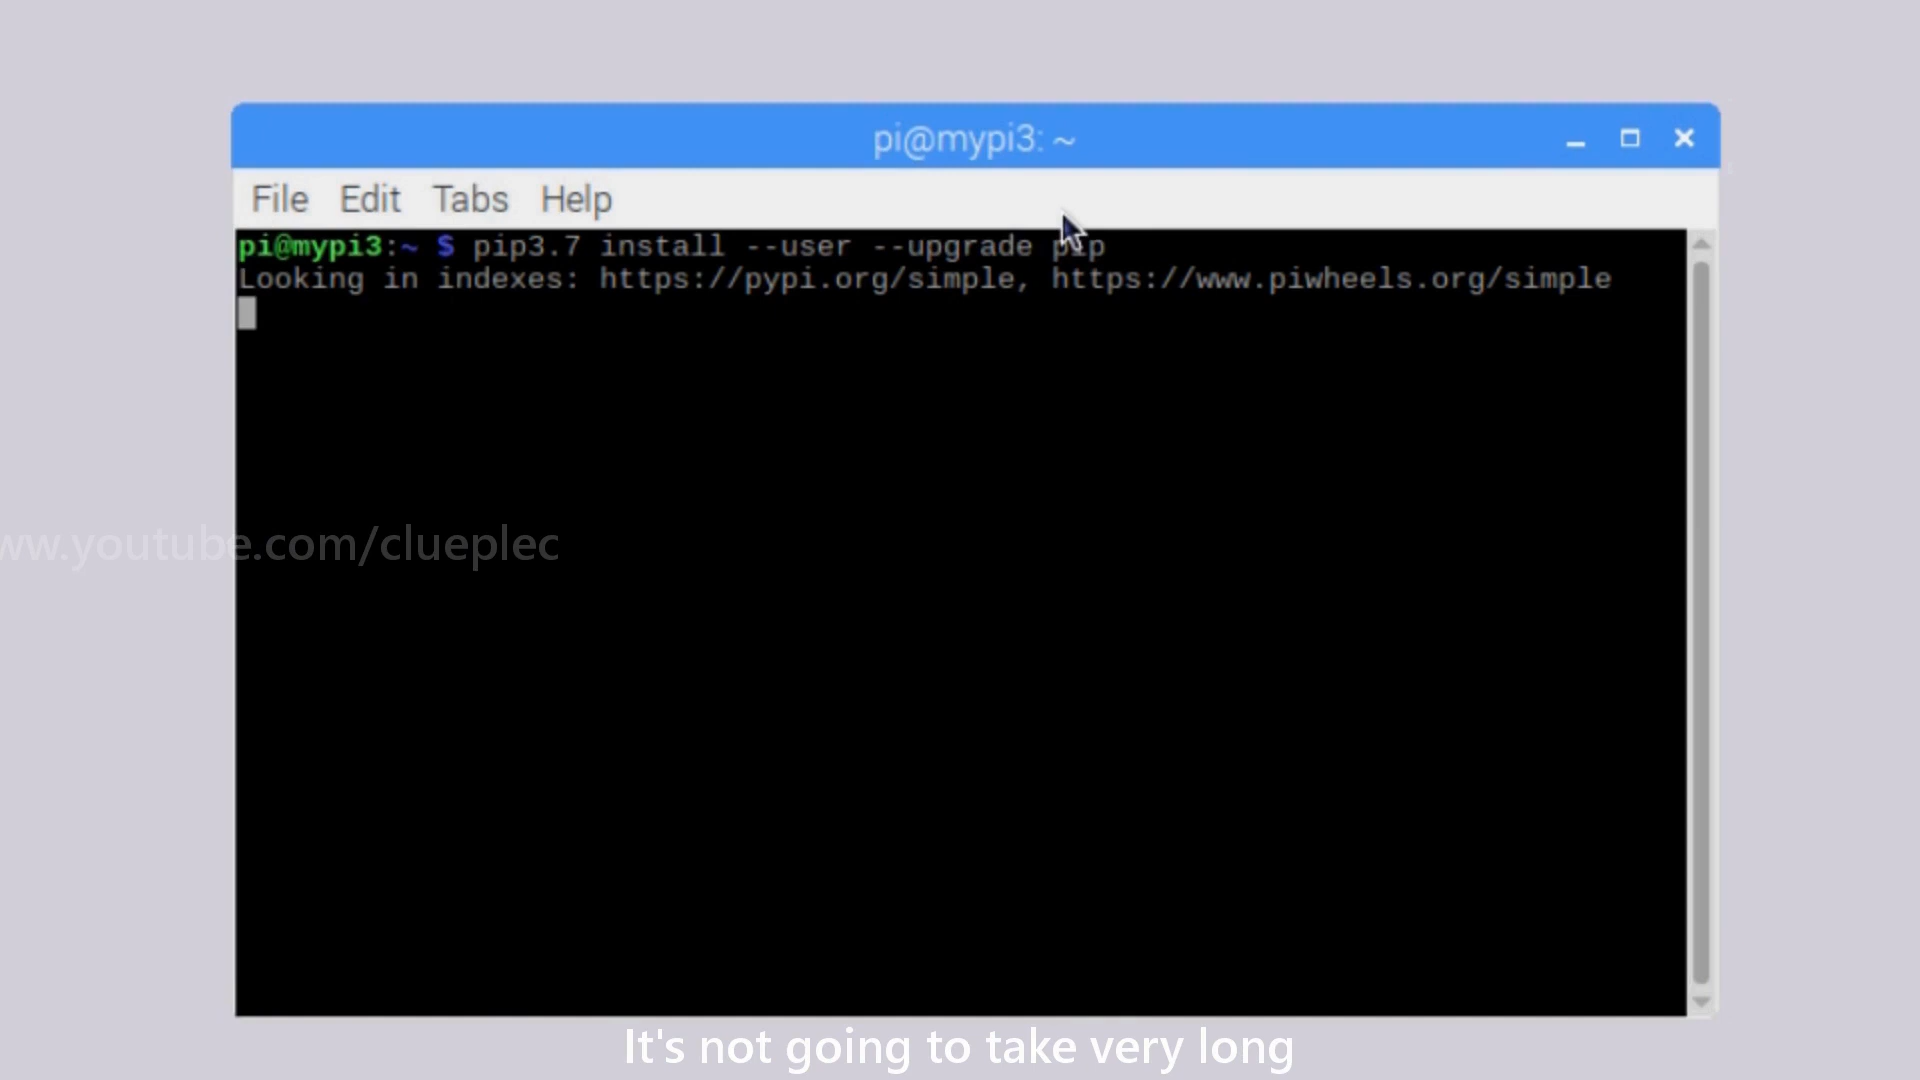 pi@mypi3: ~
File Edit Tabs Help
pi@mypi3:~ $ pip3.7 install --user --upgrade pip
Looking in indexes: https://pypi.org/simple, https://www.piwheels.org/simple
ww.youtube.com/clueplec
It's not going to take very long